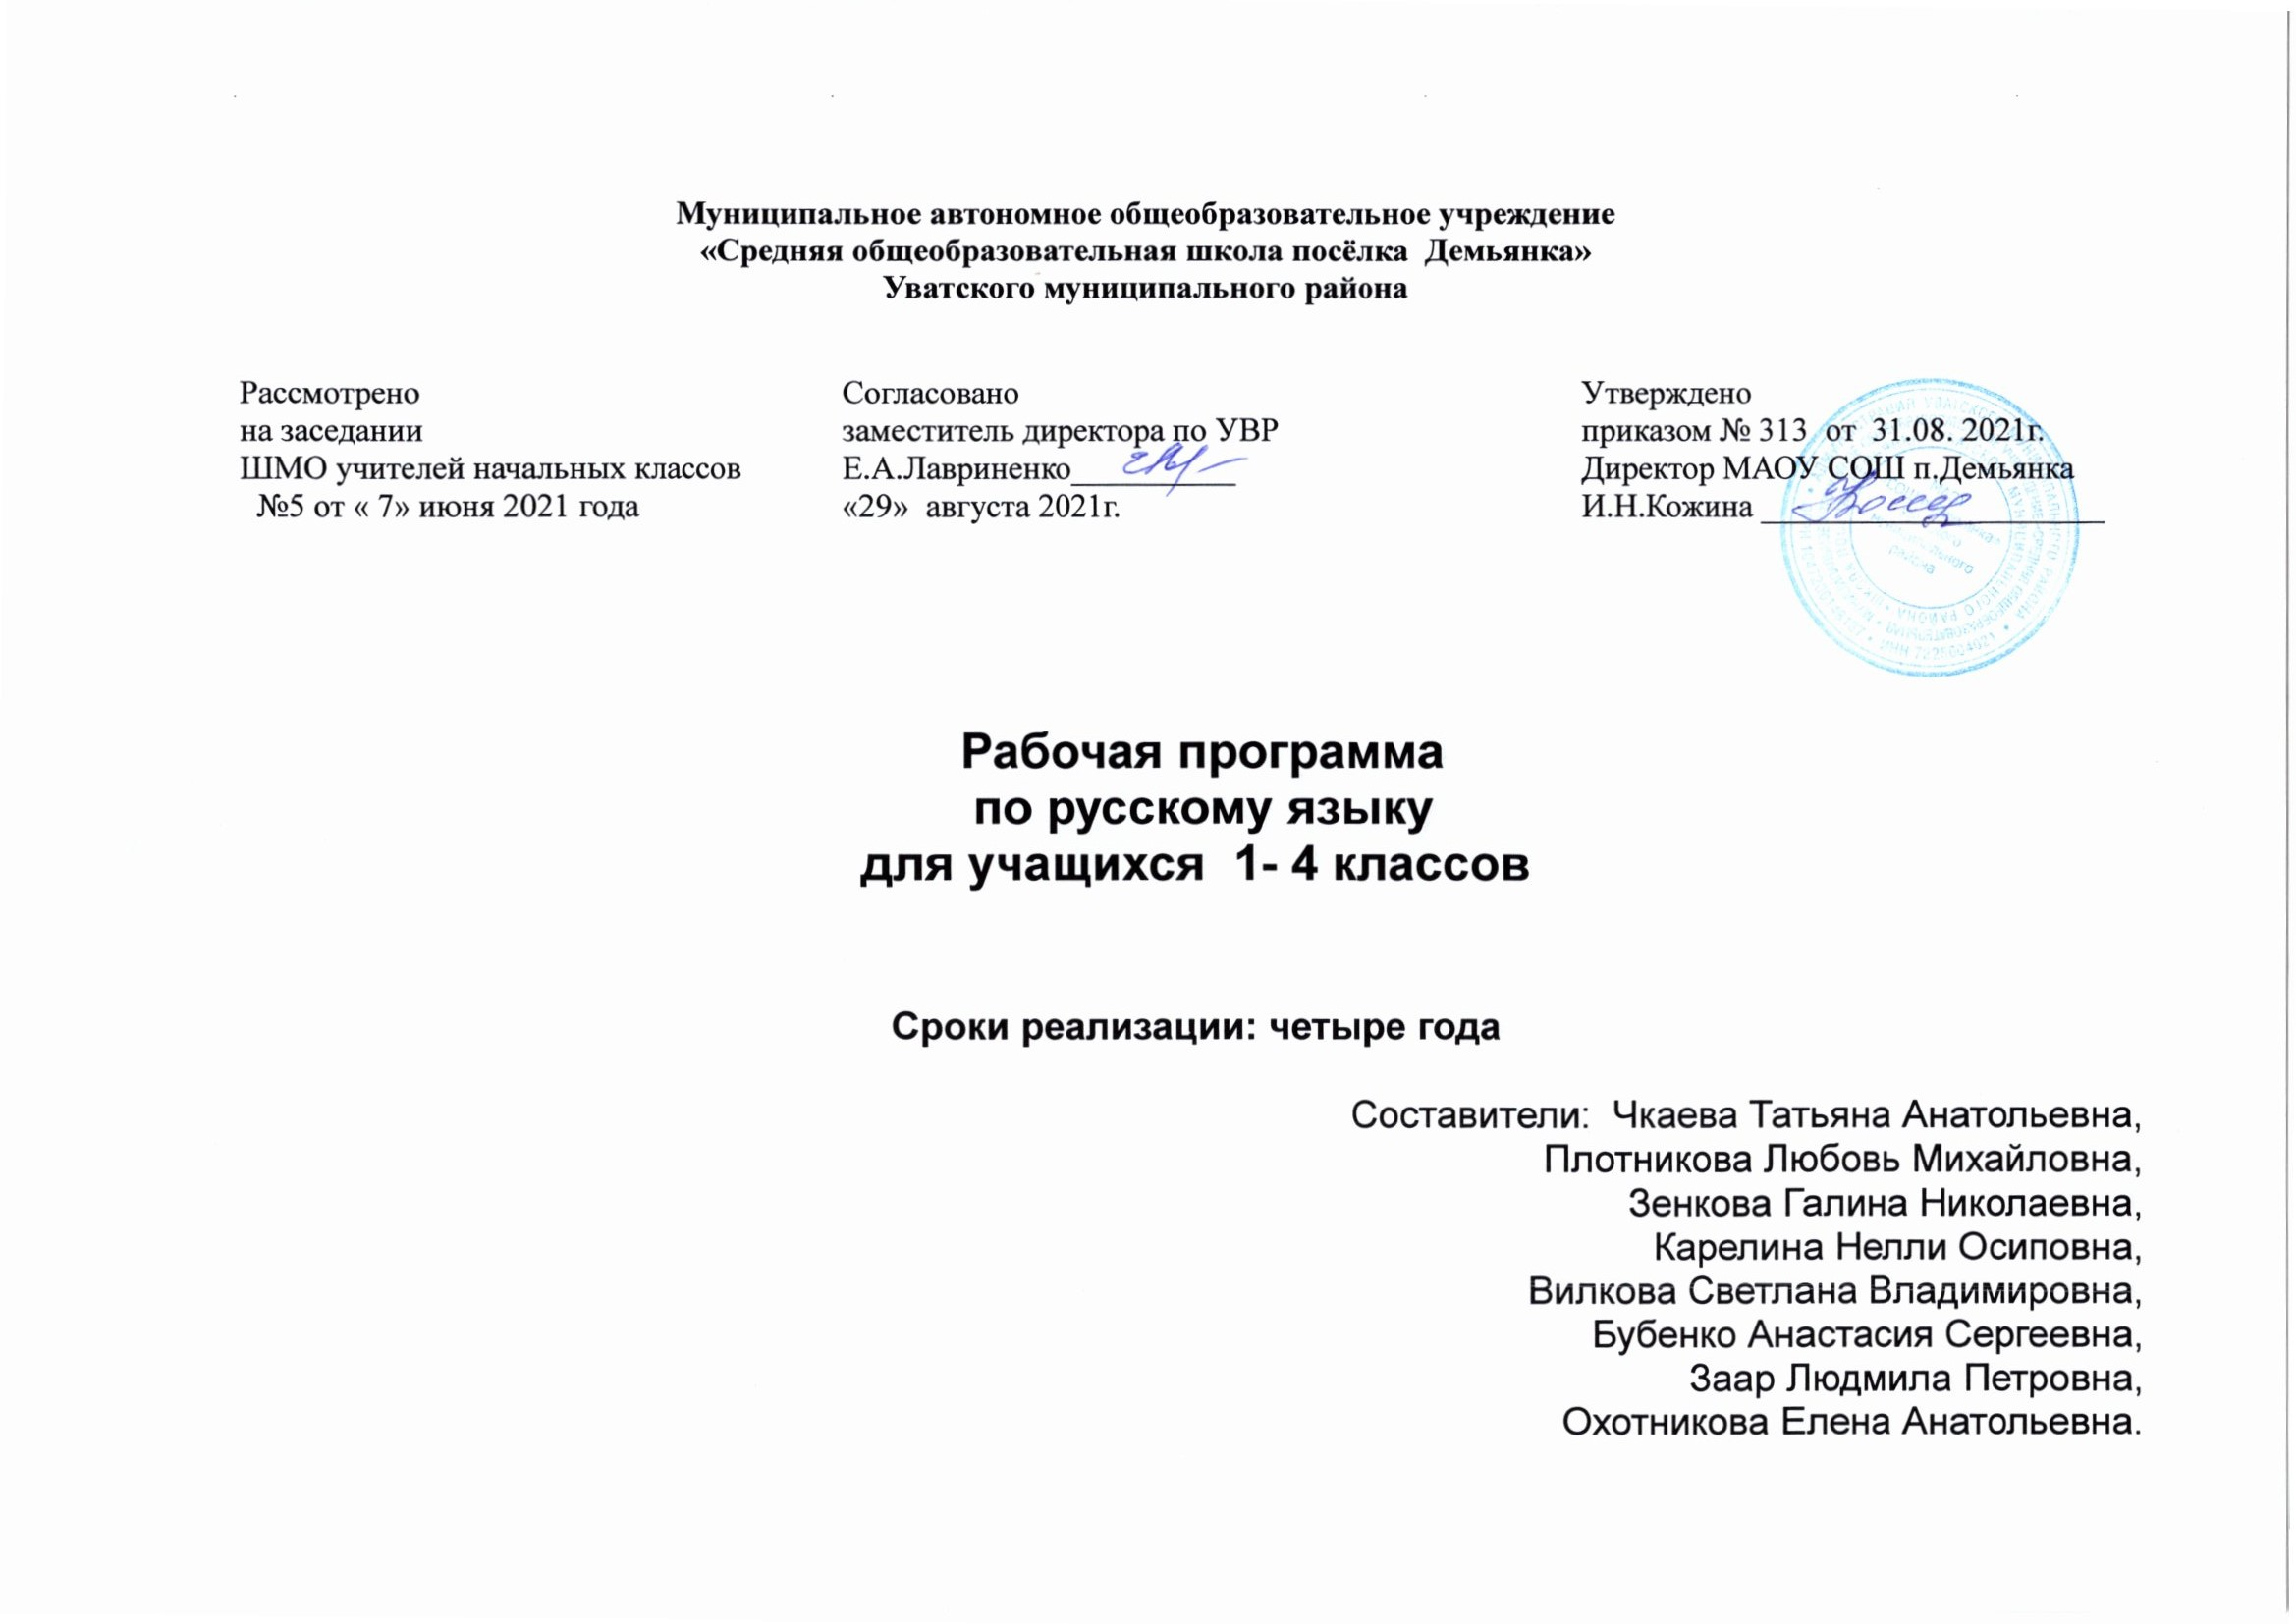 Муниципальное автономное общеобразовательное учреждение
«Средняя общеобразовательная школа посёлка Демьянка»
Уватского муниципального района
Рассмотрено
на заседании
ШМО учителей начальных классов
№5 от « 7» июня 2021 года
Согласовано
заместитель директора по УВР
Е.А.Лавриненко__________
«29» августа 2021г.
Утверждено
приказом № 313 от 31.08. 2021г.
Директор МАОУ СОШ п.Демьянка
И.Н.Кожина _____________________
Рабочая программа
по русскому языку
для учащихся 1- 4 классов
Сроки реализации: четыре года
Составители: Чкаева Татьяна Анатольевна,
Плотникова Любовь Михайловна,
Зенкова Галина Николаевна,
Карелина Нелли Осиповна,
Вилкова Светлана Владимировна,
Бубенко Анастасия Сергеевна,
Заар Людмила Петровна,
Охотникова Елена Анатольевна.